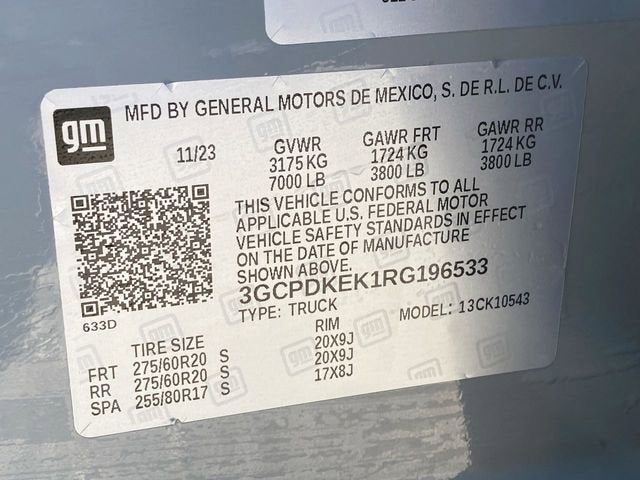 gm
MFD BY GENERAL MOTORS DE MEXICO, S. DE R.L. DE C.V.
11/23 GVWR GAWR FRT GAWR RR
3175 KG 1724 KG 1724 KG
7000 LB 3800 LB 3800 LB
THIS VEHICLE CONFORMS TO ALL
APPLICABLE U.S. FEDERAL MOTOR
VEHICLE SAFETY STANDARDS IN EFFECT
ON THE DATE OF MANUFACTURE
SHOWN ABOVE.
3GCPDKEK1RG196533
633D
TYPE: TRUCK MODEL: 13CK10543
TIRE SIZE RIM
FRT 275/60R20 S 20X9J
RR 275/60R20 S 20X9J
SPA 255/80R17 S 17X8J